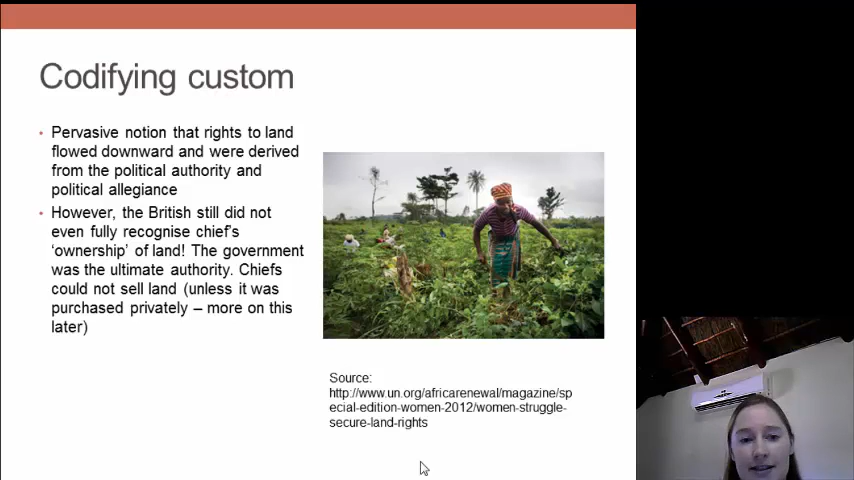 Codifying custom
• Pervasive notion that rights to land
flowed downward and were derived
from the political authority and
political allegiance
• However, the British still did not
even fully recognise chief's
'ownership' of land! The government
was the ultimate authority. Chiefs
could not sell land (unless it was
purchased privately – more on this
later)
Source:
http://www.un.org/africarenewal/magazine/sp
ecial-edition-women-2012/women-struggle-
secure-land-rights